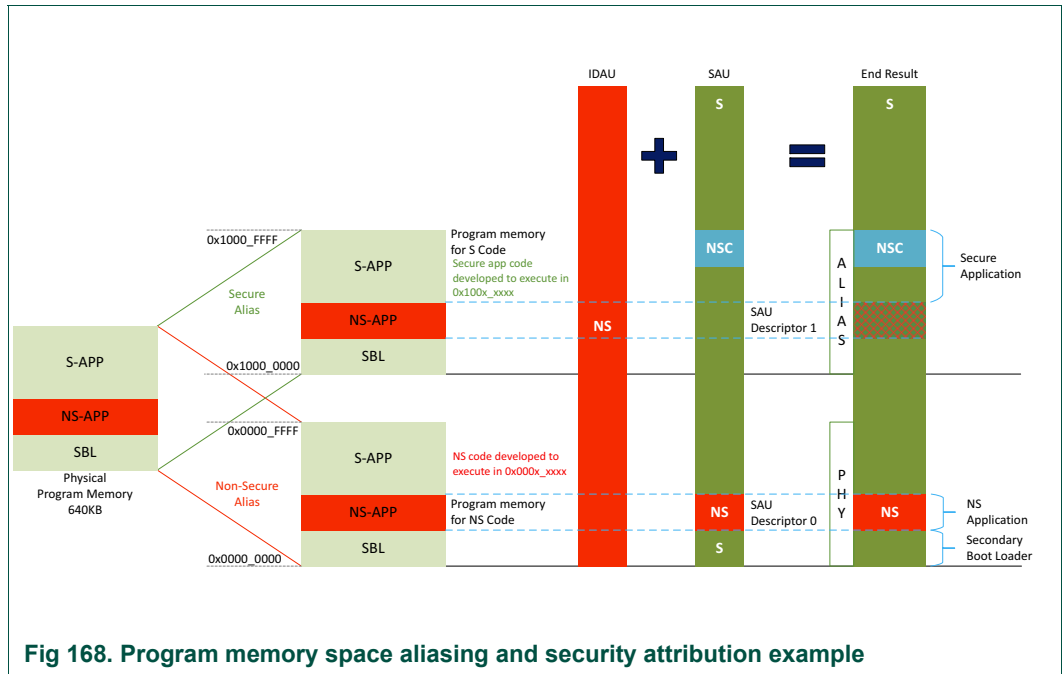 IDAU
SAU
End Result
S
S
0x1000_FFFF
Program memory
for S Code
Secure app code
developed to execute in
0x100x_xxxx
S-APP
NSC
NSC
A
L
I
A
S
Secure
Application
Secure
Alias
NS-APP
NS
SAU
Descriptor 1
S-APP
0x1000_0000
SBL
NS-APP
0x0000_FFFF
SBL
S-APP
NS code developed to
execute in 0x000x_xxxx
P
H
Y
Physical
Program Memory
640KB
Non-Secure
Alias
NS-APP
Program memory
for NS Code
NS
SAU
Descriptor 0
NS
NS
Application
SBL
S
Secondary
Boot Loader
0x0000_0000
Fig 168. Program memory space aliasing and security attribution example